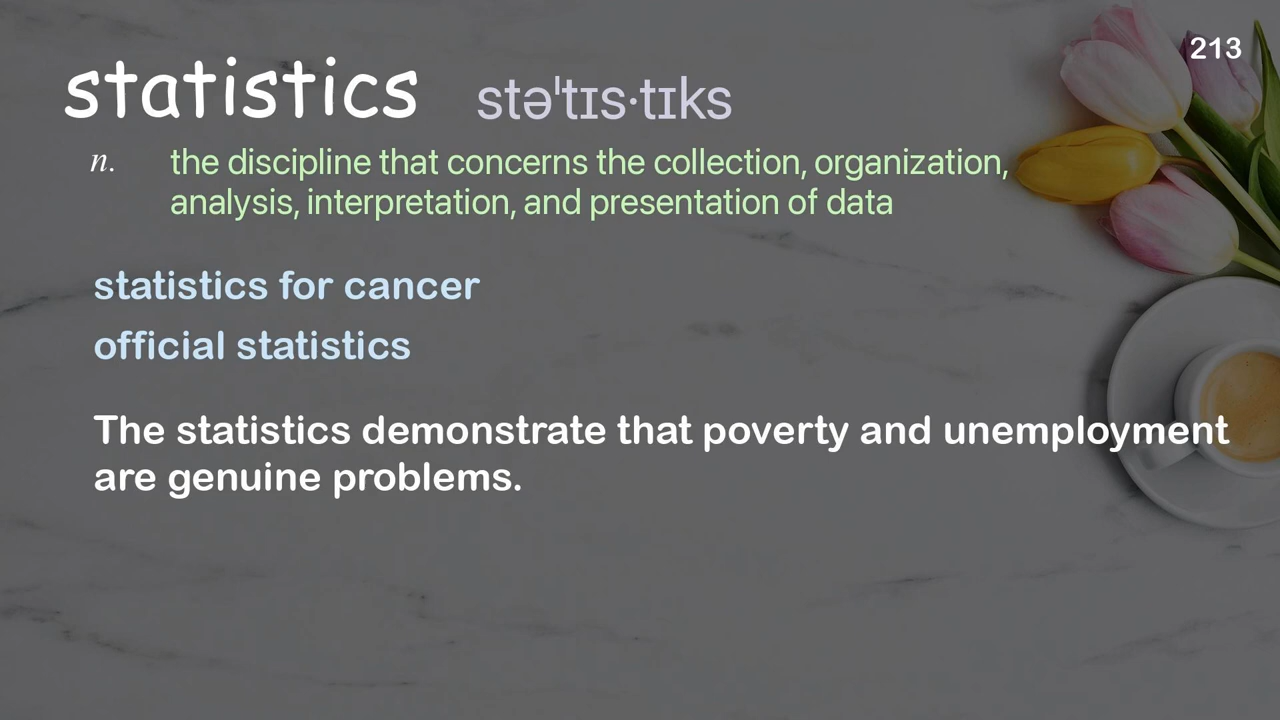 213
statistics stəˈtɪs·tɪks
n. the discipline that concerns the collection, organization,
analysis, interpretation, and presentation of data
statistics for cancer
official statistics
The statistics demonstrate that poverty and unemployment
are genuine problems.